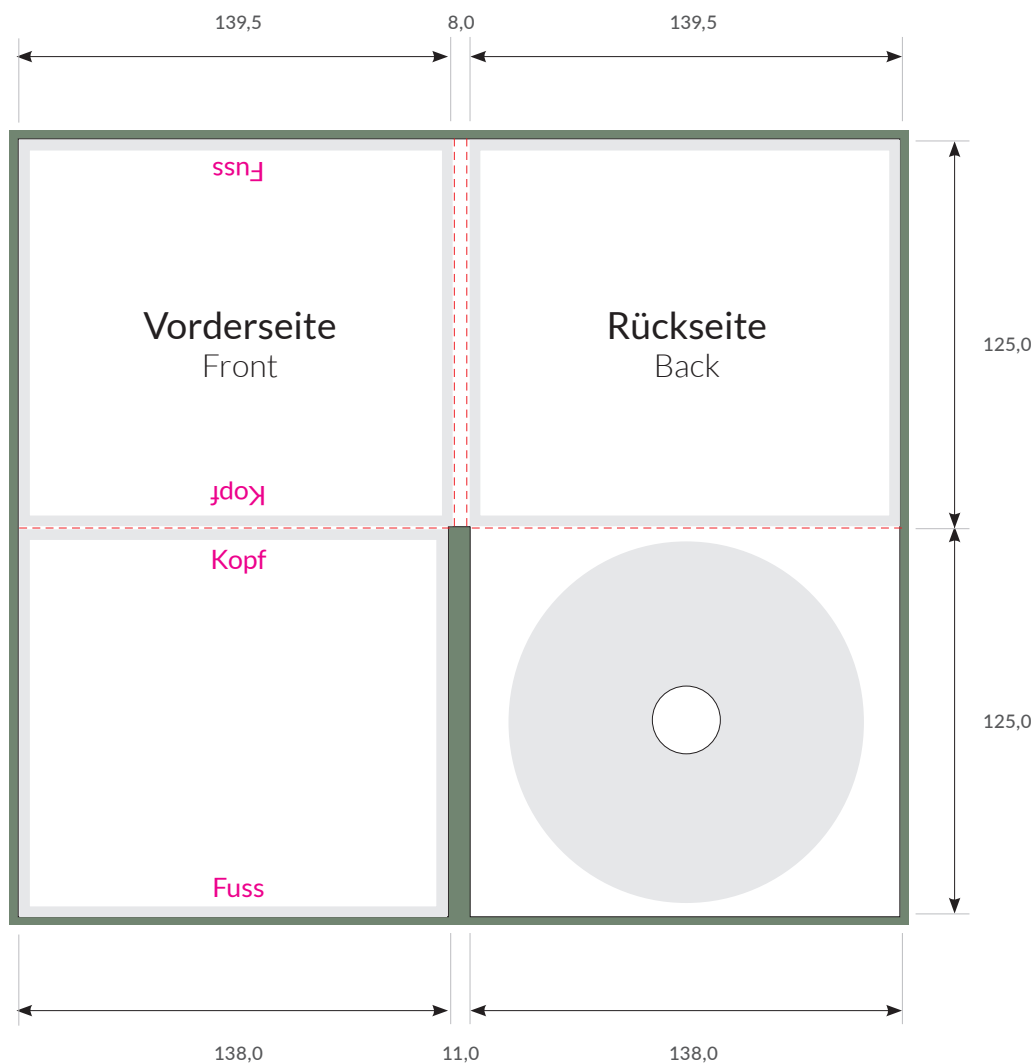 139,5 8,0 139,5
Fuss
Vorderseite
Front
Rückseite
Back
125,0
Kopf
Kopf
125,0
Fuss
138,0 11,0 138,0